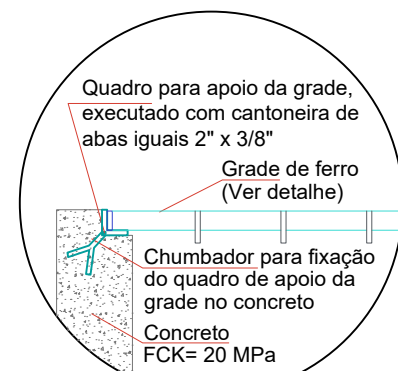 Quadro para apoio da grade,
executado com cantoneira de
abas iguais 2" x 3/8"
Grade de ferro
(Ver detalhe)
Chumbador para fixação
do quadro de apoio da
grade no concreto
Concreto
FCK= 20 MPa